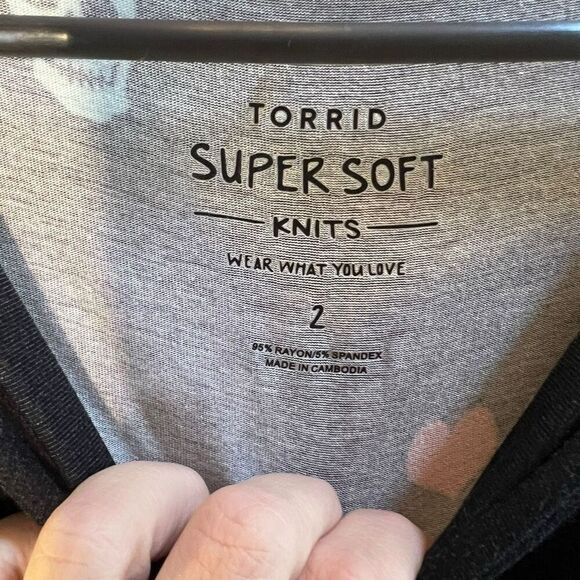 TORRID
SUPER SOFT
KNITS
WEAR WHAT YOU LOVE
2
95% RAYON/5% SPANDEX
MADE IN CAMBODIA